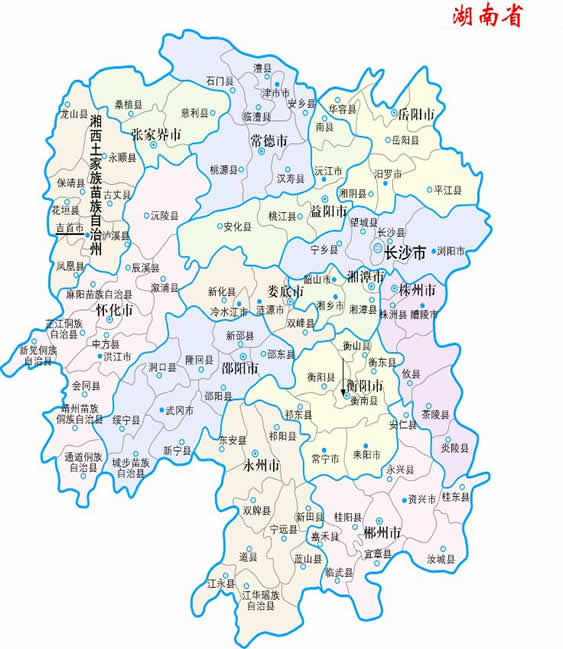 湖南省
澧县
石门县
津市市
安乡县
华容县
岳阳市
龙山县
桑植县
慈利县
临澧县
南县
湘西土家族苗族自治州
张家界市
常德市
岳阳县
永顺县
桃源县
汉寿县
沅江市
汨罗市
保靖县
古丈县
湘阴县
平江县
花垣县
沅陵县
桃江县
益阳市
吉首市
泸溪县
安化县
望城县
长沙县
宁乡县
长沙市
浏阳市
凤凰县
辰溪县
溆浦县
韶山市
湘潭市
麻阳苗族自治县
新化县
娄底市
株洲市
怀化市
冷水江市
涟源市
湘乡市
湘潭县
株洲县
醴陵市
芷江侗族
自治县
双峰县
新邵县
新晃侗族
自治县
中方县
洪江市
隆回县
邵东县
衡山县
洞口县
邵阳市
衡东县
攸县
会同县
衡阳县
衡阳市
邵阳县
衡南县
靖州苗族
侗族自治县
绥宁县
武冈市
祁东县
茶陵县
安仁县
东安县
祁阳县
新宁县
炎陵县
通道侗族
自治县
城步苗族
自治县
永州市
常宁市
耒阳市
永兴县
资兴市
桂东县
双牌县
新田县
桂阳县
郴州市
宁远县
嘉禾县
道县
宜章县
汝城县
蓝山县
临武县
江永县
江华瑶族
自治县